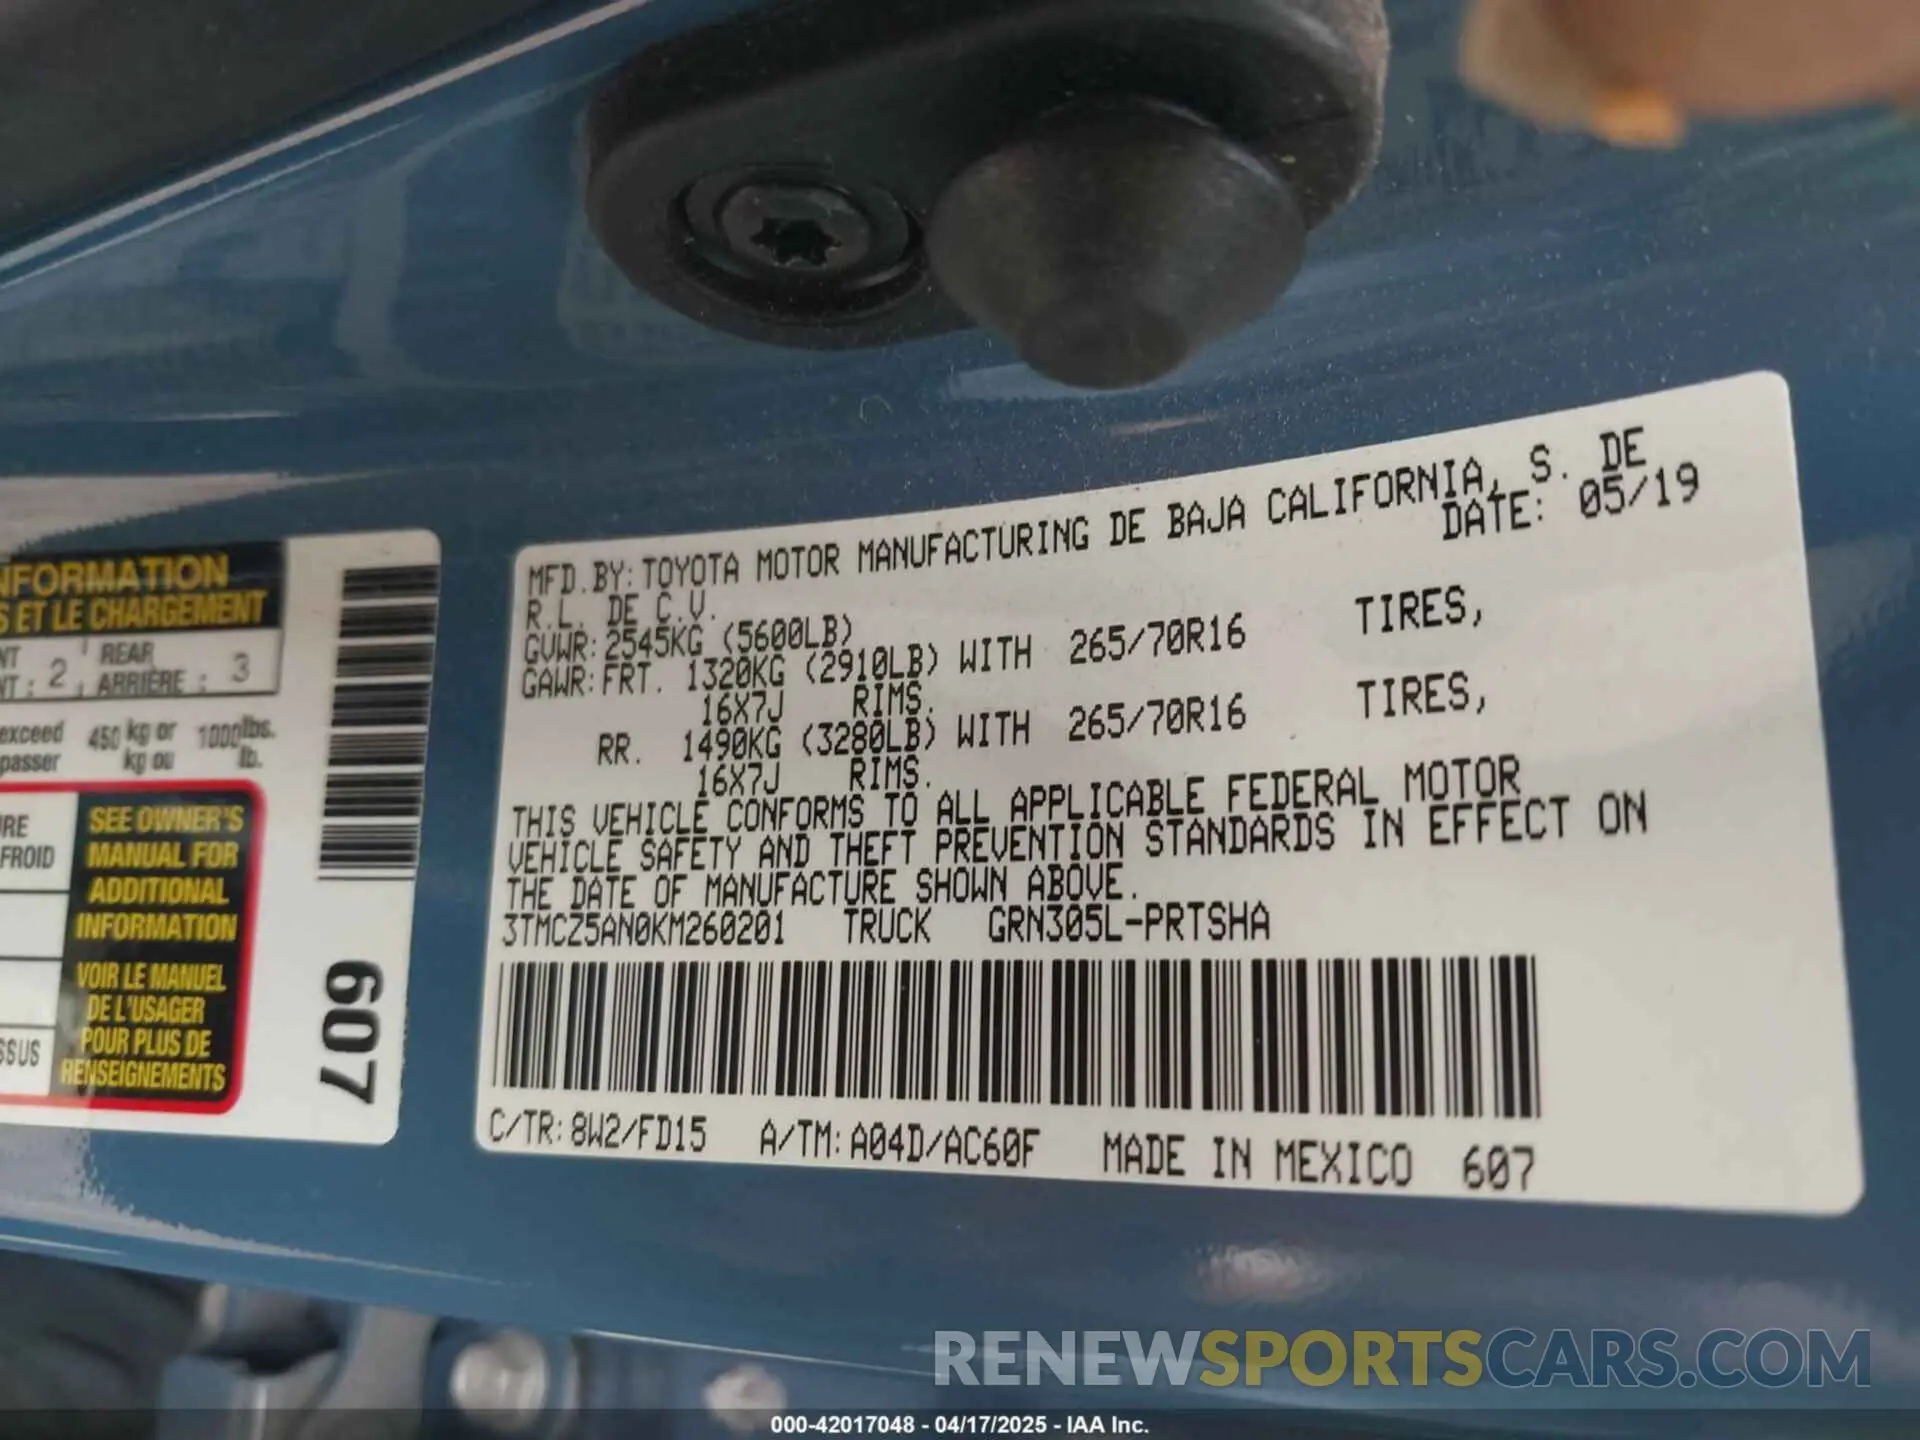 NFORMATION
S ET LE CHARGEMENT
NT : 2 REAR
ARRIÈRE : 3
exceed 450 kg or 1000 lbs.
passer kg ou lb.
SEE OWNER'S
MANUAL FOR
ADDITIONAL
INFORMATION
VOIR LE MANUEL
DE L'USAGER
POUR PLUS DE
RENSEIGNEMENTS
FROID
SSUS
607
MFD.BY:TOYOTA MOTOR MANUFACTURING DE BAJA CALIFORNIA, S. DE
R.L. DE C.V. DATE: 05/19
GVWR:2545KG (5600LB)
GAWR:FRT. 1320KG (2910LB) WITH 265/70R16 TIRES,
16X7J RIMS.
RR. 1490KG (3280LB) WITH 265/70R16 TIRES,
16X7J RIMS.
THIS VEHICLE CONFORMS TO ALL APPLICABLE FEDERAL MOTOR
VEHICLE SAFETY AND THEFT PREVENTION STANDARDS IN EFFECT ON
THE DATE OF MANUFACTURE SHOWN ABOVE.
3TMCZ5AN0KM260201 TRUCK GRN305L-PRTSHA
C/TR:8W2/FD15 A/TM:A04D/AC60F MADE IN MEXICO 607
RENEWSPORTSCARS.COM
000-42017048 - 04/17/2025 - IAA Inc.